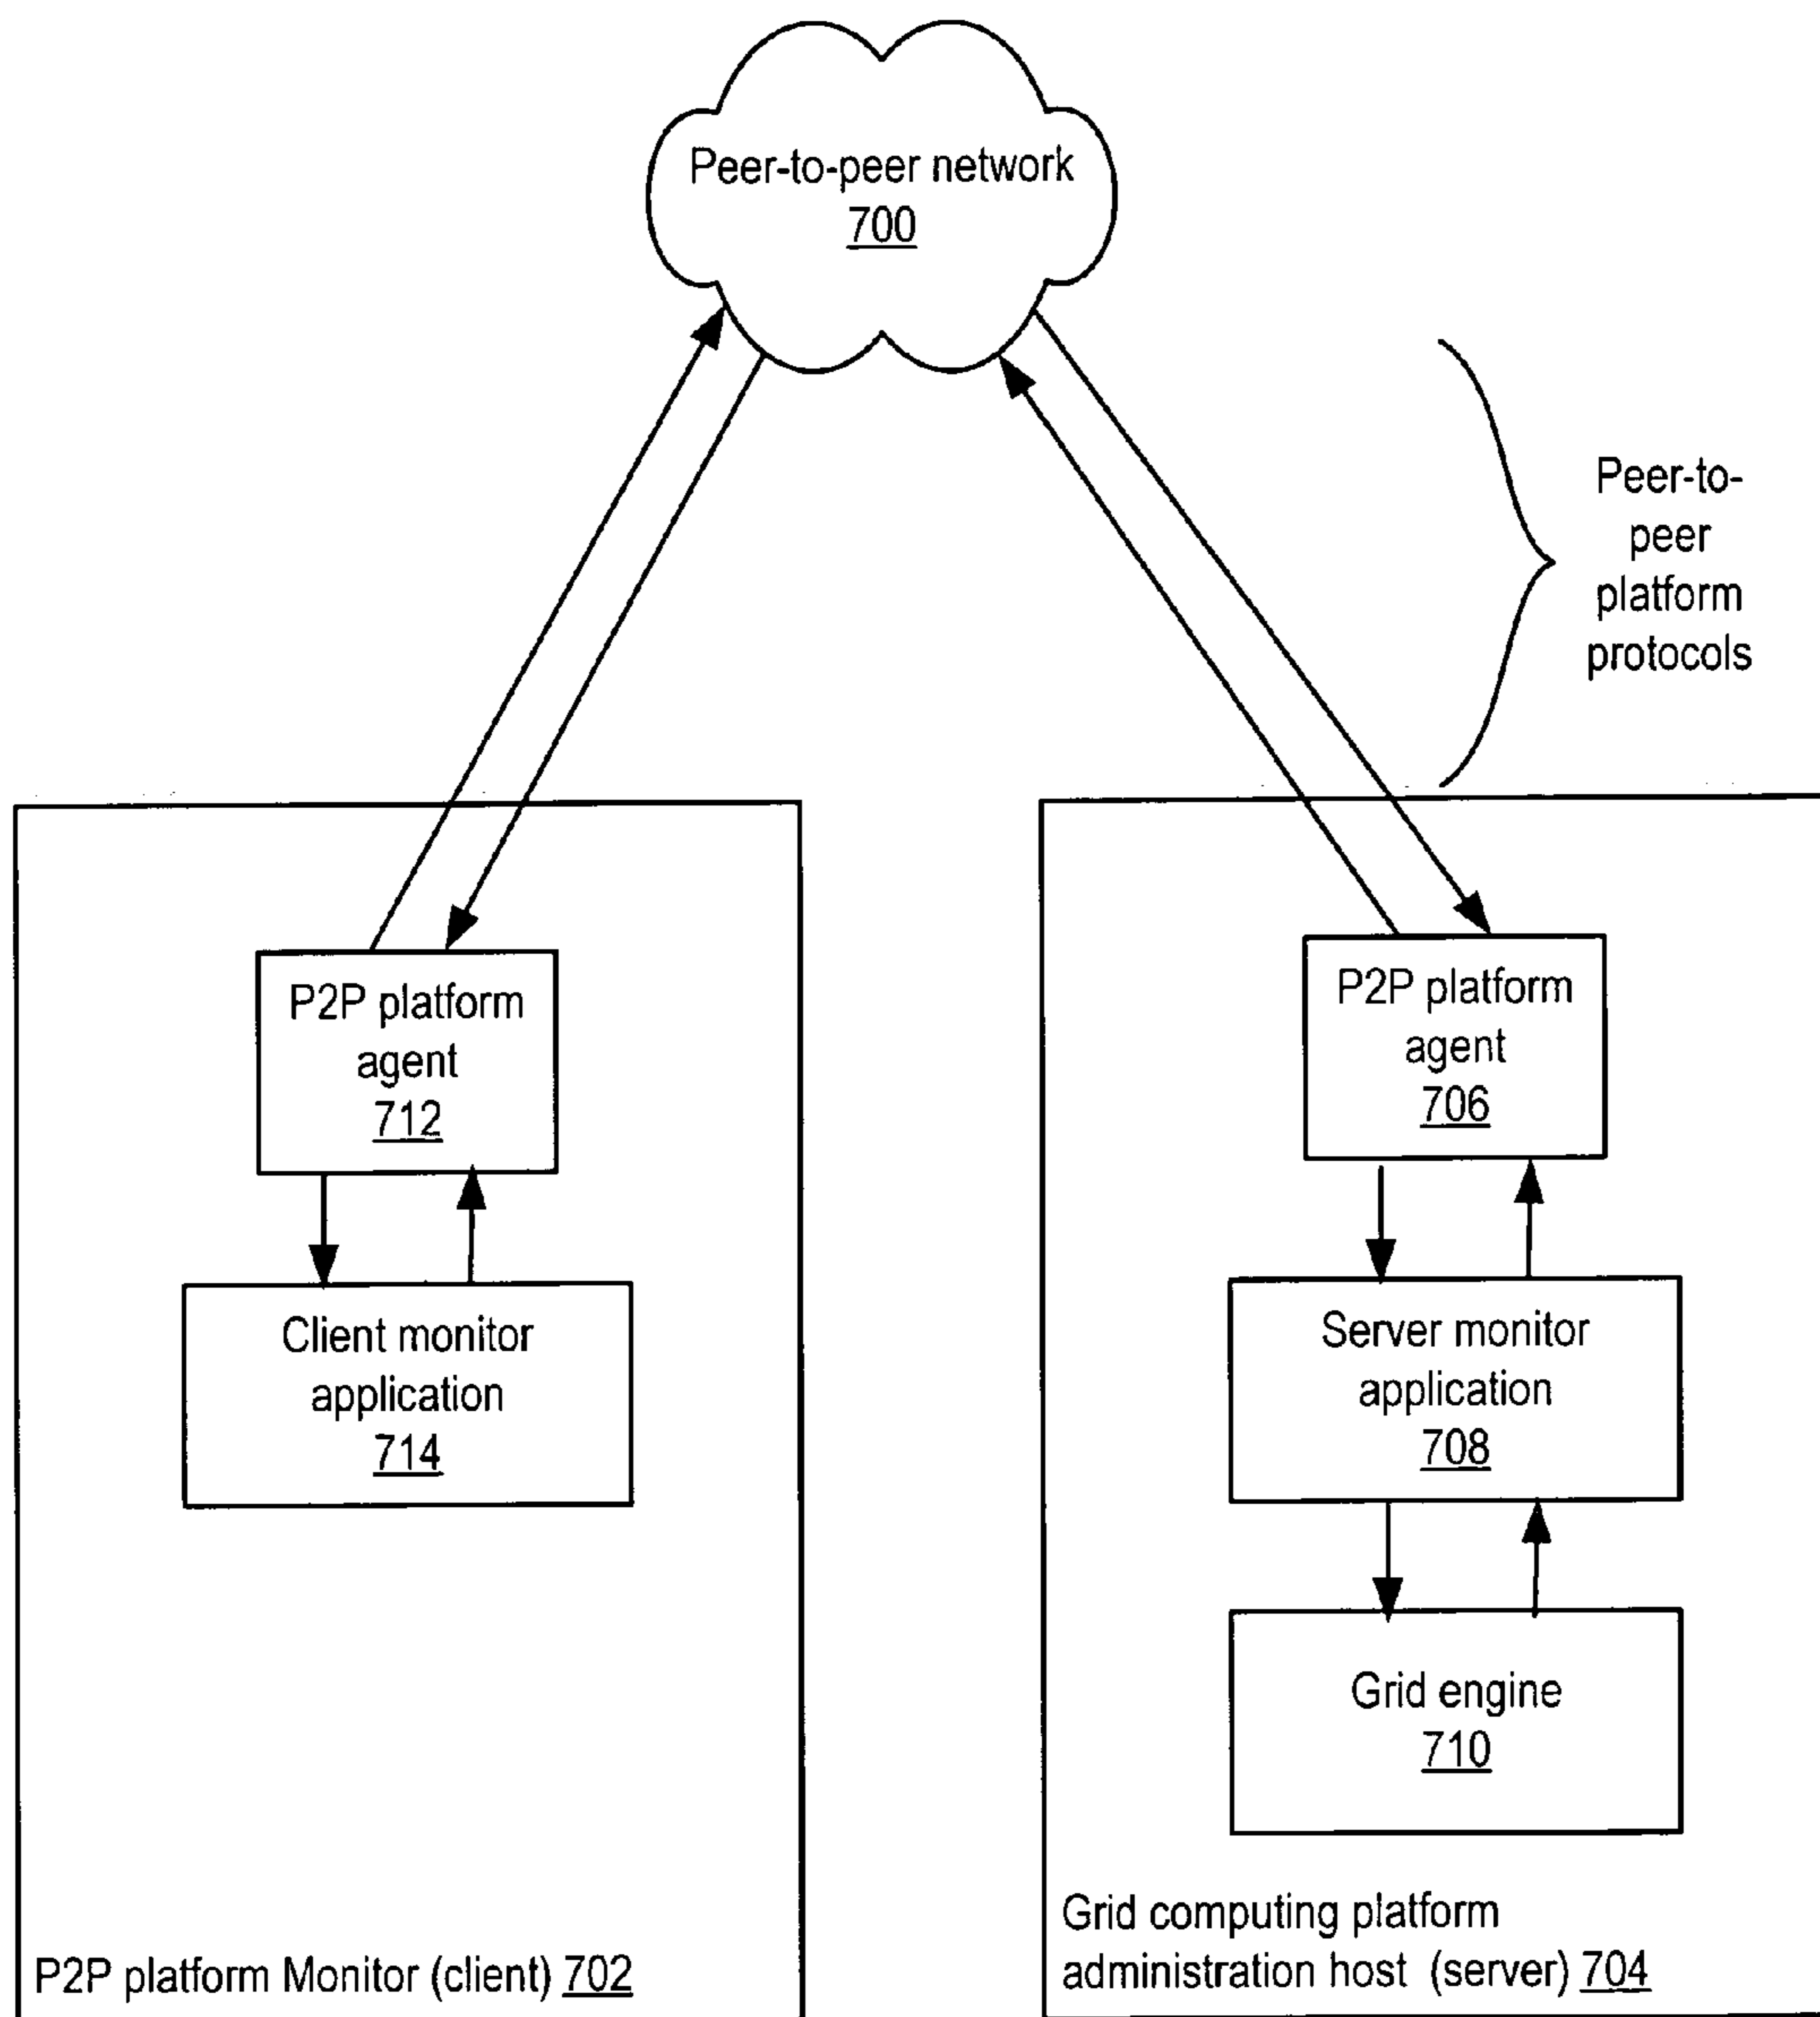 Peer-to-peer network
700
Peer-to-
peer
platform
protocols
P2P platform
agent
712
Client monitor
application
714
P2P platform Monitor (client) 702
P2P platform
agent
706
Server monitor
application
708
Grid engine
710
Grid computing platform
administration host (server) 704